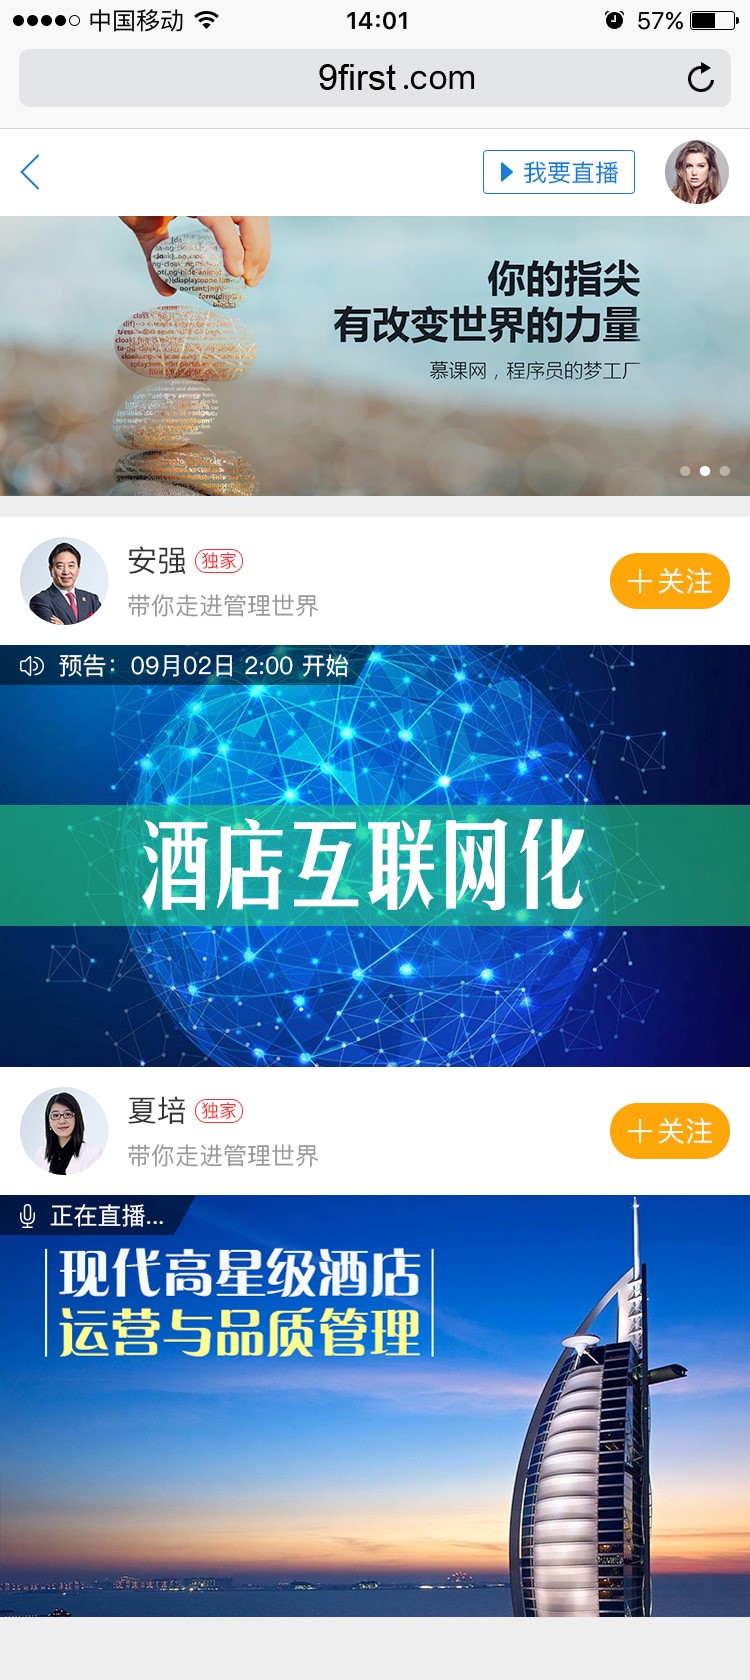 中国移动 14:01 57%
9first.com
我要直播
你的指尖
有改变世界的力量
慕课网，程序员的梦工厂
安强 独家
带你走进管理世界
＋关注
预告：09月02日 2:00 开始
酒店互联网化
夏培 独家
带你走进管理世界
＋关注
正在直播...
现代高星级酒店
运营与品质管理